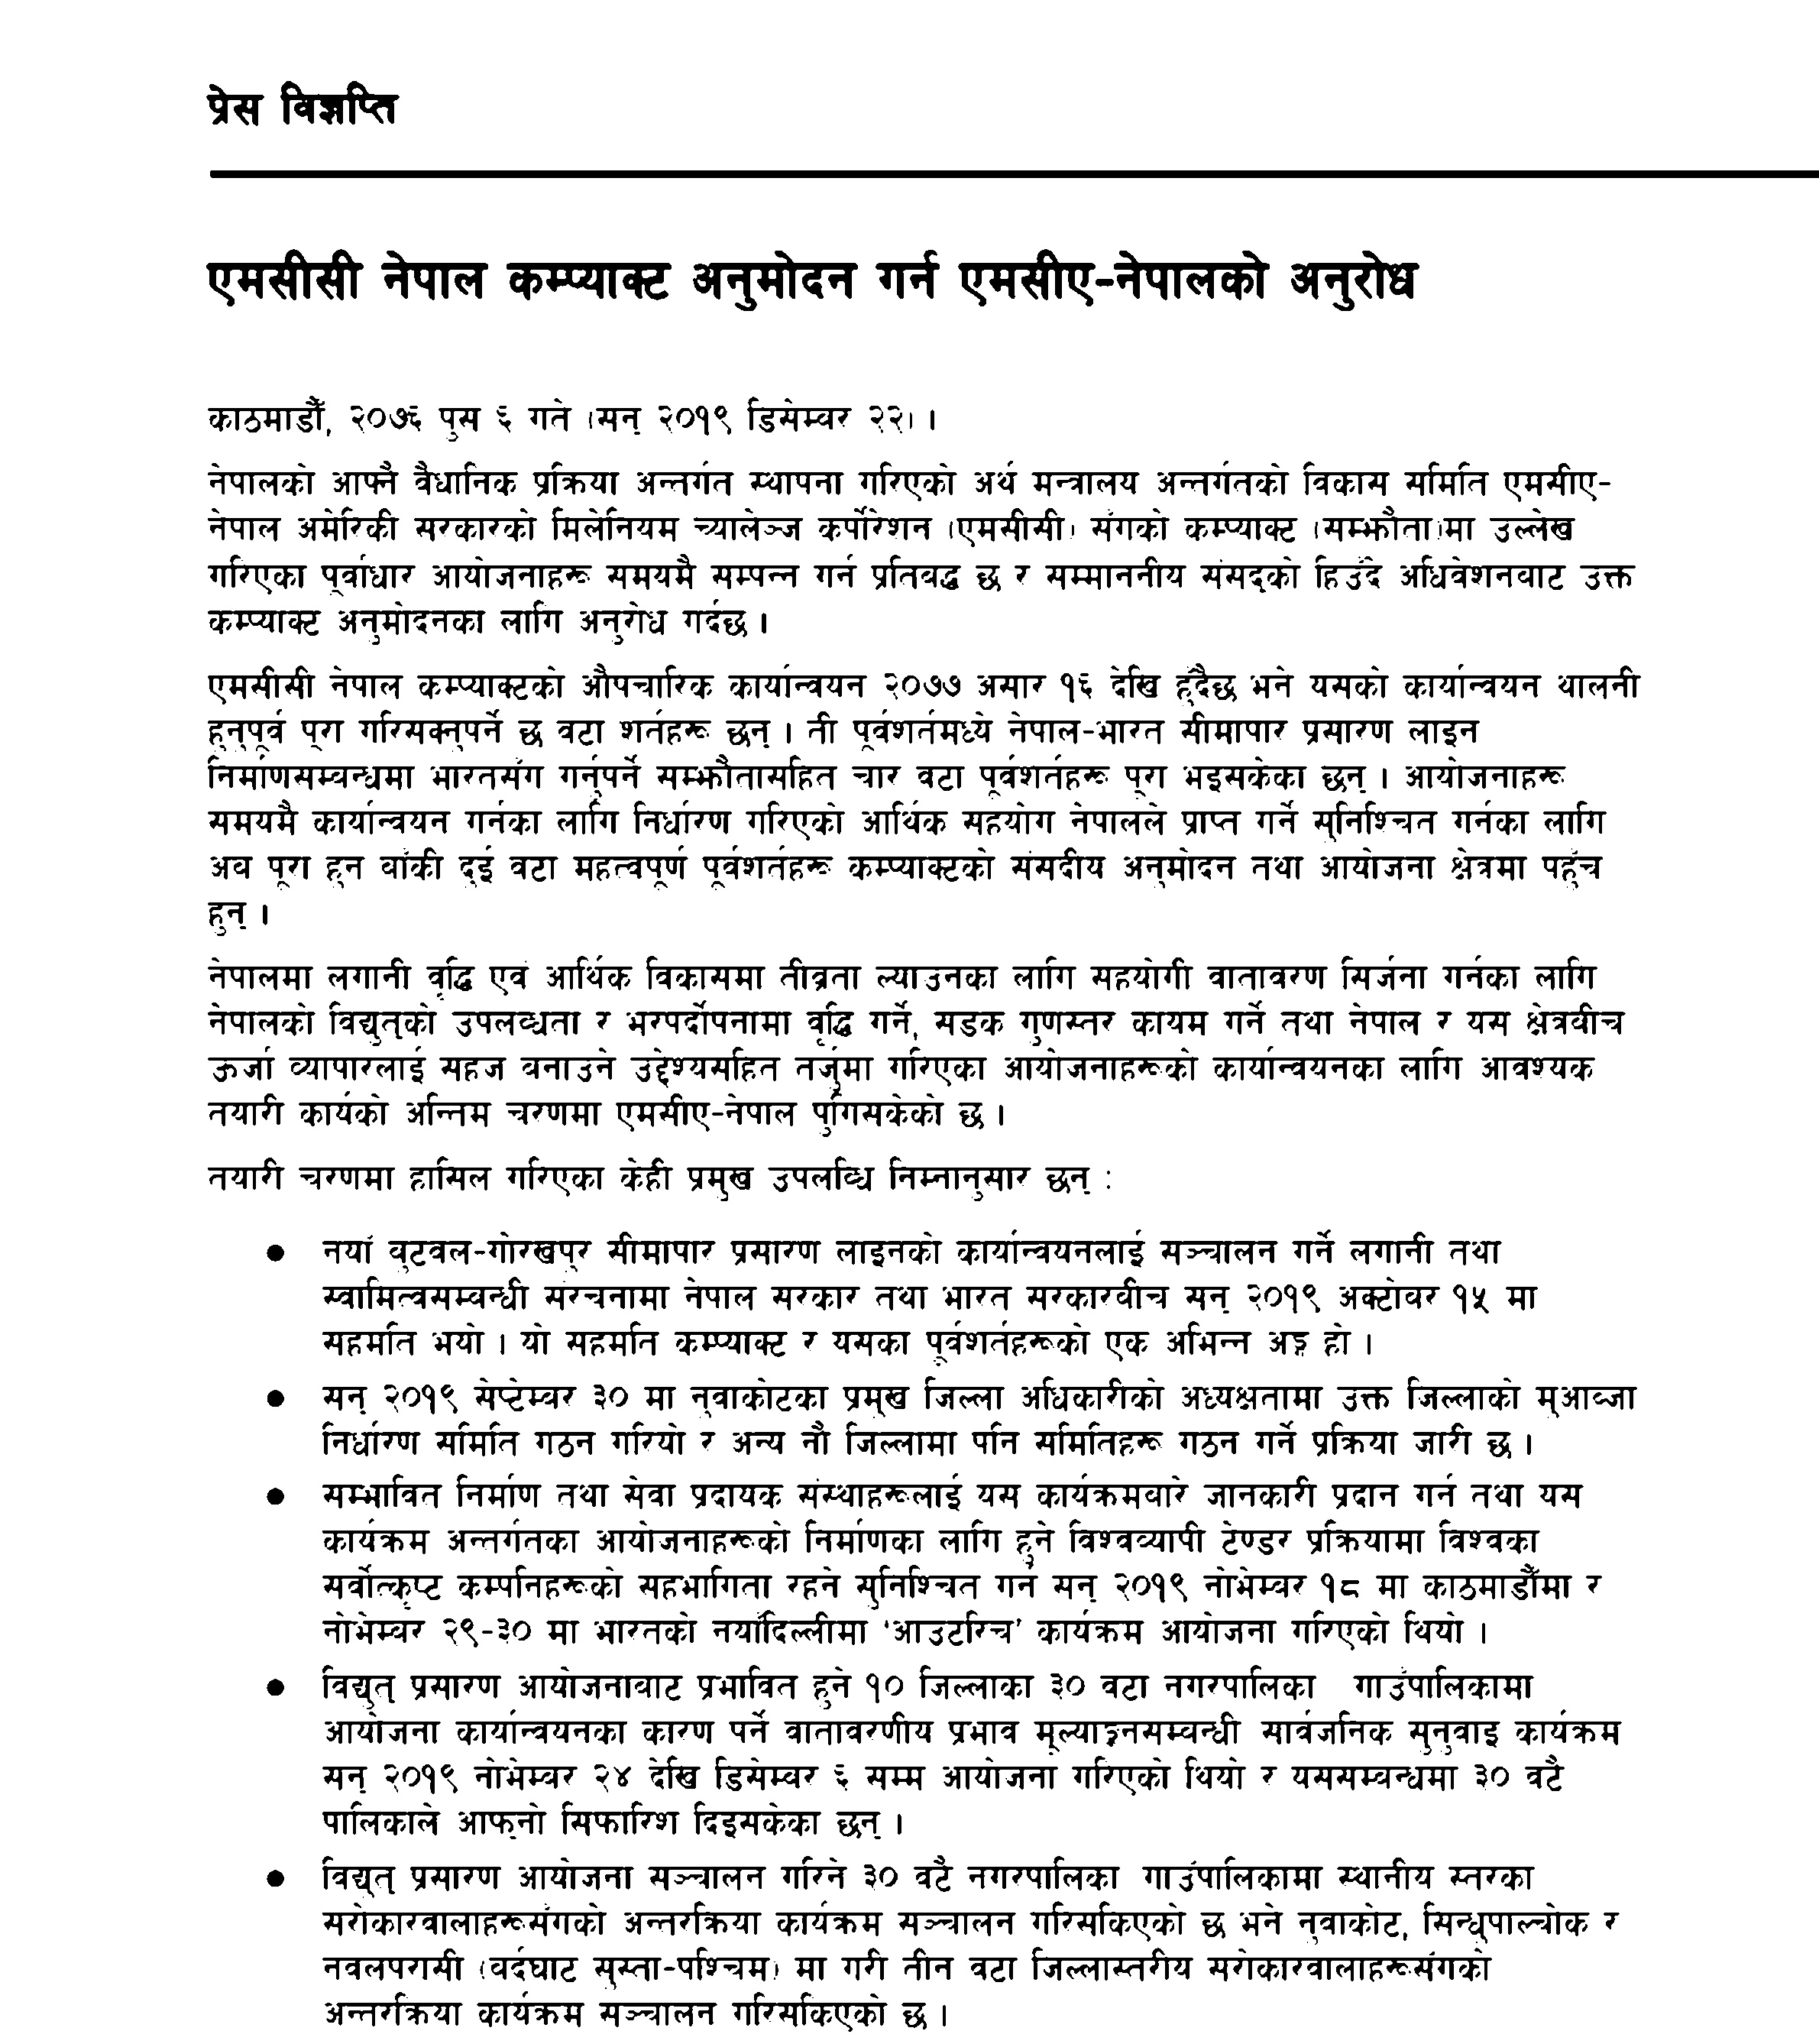 प्रेस विज्ञप्ति
एमसीसी नेपाल कम्प्याक्ट अनुमोदन गर्न एमसीए-नेपालको अनुरोध
काठमाडौँ, २०७६ पुस ६ गते (सन् २०१९ डिसेम्बर २२) ।
नेपालको आफ्नै वैधानिक प्रक्रिया अन्तर्गत स्थापना गरिएको अर्थ मन्त्रालय अन्तर्गतको विकास समिति एमसीए-
नेपाल अमेरिकी सरकारको मिलेनियम च्यालेञ्ज कर्पोरेशन (एमसीसी) सँगको कम्प्याक्ट (सम्झौता)मा उल्लेख
गरिएका पूर्वाधार आयोजनाहरू समयमै सम्पन्न गर्न प्रतिबद्ध छ र सम्माननीय संसद्को हिउँदे अधिवेशनबाट उक्त
कम्प्याक्ट अनुमोदनका लागि अनुरोध गर्दछ ।
एमसीसी नेपाल कम्प्याक्टको औपचारिक कार्यान्वयन २०७७ असार १६ देखि हुँदैछ भने यसको कार्यान्वयन थालनी
हुनुपूर्व पूरा गरिसक्नुपर्ने छ वटा शर्तहरू छन् । ती पूर्वशर्तमध्ये नेपाल-भारत सीमापार प्रसारण लाइन
निर्माणसम्बन्धमा भारतसँग गर्नुपर्ने सम्झौतासहित चार वटा पूर्वशर्तहरू पूरा भइसकेका छन् । आयोजनाहरू
समयमै कार्यान्वयन गर्नका लागि निर्धारण गरिएको आर्थिक सहयोग नेपालले प्राप्त गर्ने सुनिश्चित गर्नका लागि
अब पूरा हुन बाँकी दुई वटा महत्वपूर्ण पूर्वशर्तहरू कम्प्याक्टको संसदीय अनुमोदन तथा आयोजना क्षेत्रमा पहुँच
हुन् ।
नेपालमा लगानी वृद्धि एवं आर्थिक विकासमा तीव्रता ल्याउनका लागि सहयोगी वातावरण सिर्जना गर्नका लागि
नेपालको विद्युत्को उपलब्धता र भरपर्दोपनामा वृद्धि गर्ने, सडक गुणस्तर कायम गर्ने तथा नेपाल र यस क्षेत्रबीच
ऊर्जा व्यापारलाई सहज बनाउने उद्देश्यसहित तर्जुमा गरिएका आयोजनाहरूको कार्यान्वयनका लागि आवश्यक
तयारी कार्यको अन्तिम चरणमा एमसीए-नेपाल पुगिसकेको छ ।
तयारी चरणमा हासिल गरिएका केही प्रमुख उपलब्धि निम्नानुसार छन् :
● नयाँ बुटवल-गोरखपुर सीमापार प्रसारण लाइनको कार्यान्वयनलाई सञ्चालन गर्ने लगानी तथा
स्वामित्वसम्बन्धी संरचनामा नेपाल सरकार तथा भारत सरकारबीच सन् २०१९ अक्टोबर १५ मा
सहमति भयो । यो सहमति कम्प्याक्ट र यसका पूर्वशर्तहरूको एक अभिन्न अङ्ग हो ।
● सन् २०१९ सेप्टेम्बर ३० मा नुवाकोटका प्रमुख जिल्ला अधिकारीको अध्यक्षतामा उक्त जिल्लाको मुआब्जा
निर्धारण समिति गठन गरियो र अन्य नौ जिल्लामा पनि समितिहरू गठन गर्ने प्रक्रिया जारी छ ।
● सम्भावित निर्माण तथा सेवा प्रदायक संस्थाहरूलाई यस कार्यक्रमबारे जानकारी प्रदान गर्न तथा यस
कार्यक्रम अन्तर्गतका आयोजनाहरूको निर्माणका लागि हुने विश्वव्यापी टेण्डर प्रक्रियामा विश्वका
सर्वोत्कृष्ट कम्पनिहरूको सहभागिता रहने सुनिश्चित गर्न सन् २०१९ नोभेम्बर १८ मा काठमाडौँमा र
नोभेम्बर २९-३० मा भारतको नयाँदिल्लीमा 'आउटरिच' कार्यक्रम आयोजना गरिएको थियो ।
● विद्युत् प्रसारण आयोजनाबाट प्रभावित हुने १० जिल्लाका ३० वटा नगरपालिका गाउँपालिकामा
आयोजना कार्यान्वयनका कारण पर्ने वातावरणीय प्रभाव मूल्याङ्कनसम्बन्धी सार्वजनिक सुनुवाइ कार्यक्रम
सन् २०१९ नोभेम्बर २४ देखि डिसेम्बर ६ सम्म आयोजना गरिएको थियो र यससम्बन्धमा ३० वटै
पालिकाले आफ्नो सिफारिश दिइसकेका छन् ।
● विद्युत् प्रसारण आयोजना सञ्चालन गरिने ३० वटै नगरपालिका गाउँपालिकामा स्थानीय स्तरका
सरोकारवालाहरूसँगको अन्तरक्रिया कार्यक्रम सञ्चालन गरिसकिएको छ भने नुवाकोट, सिन्धुपाल्चोक र
नवलपरासी (बर्दघाट सुस्ता-पश्चिम) मा गरी तीन वटा जिल्लास्तरीय सरोकारवालाहरूसँगको
अन्तरक्रिया कार्यक्रम सञ्चालन गरिसकिएको छ ।